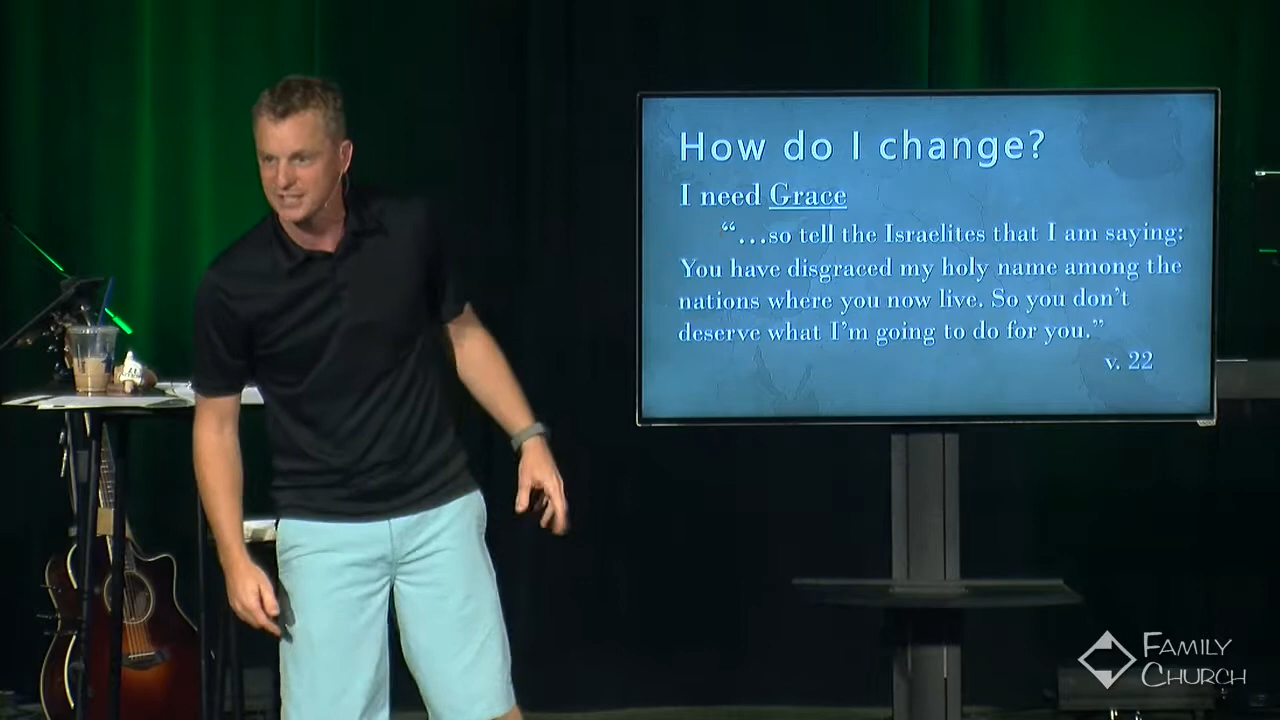 How do I change?
I need Grace
“...so tell the Israelites that I am saying:
You have disgraced my holy name among the
nations where you now live. So you don’t
deserve what I’m going to do for you.”
v. 22
FAMILY
CHURCH